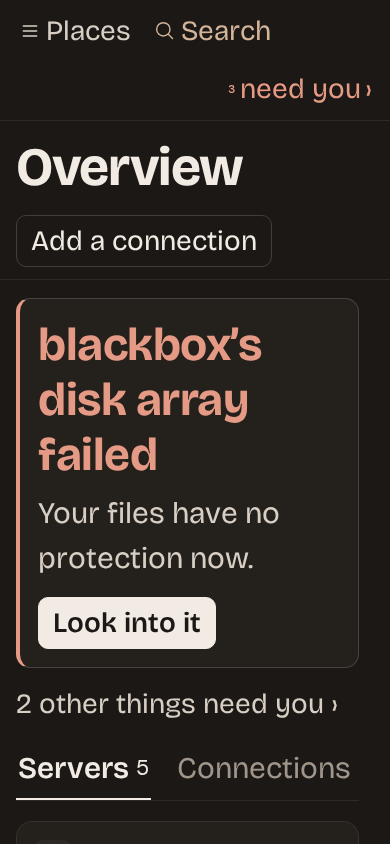 Places Search
3 need you ›
Overview
Add a connection
blackbox’s
disk array
failed
Your files have no
protection now.
Look into it
2 other things need you ›
Servers 5 Connections